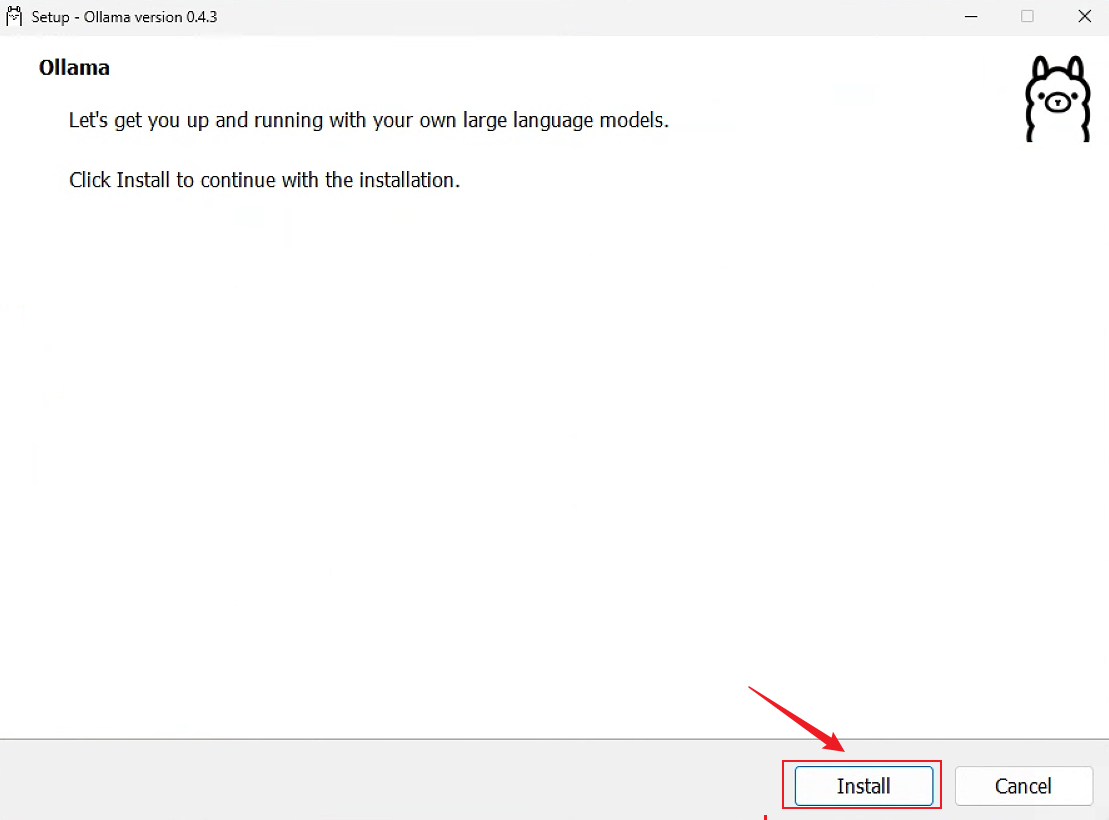 Setup - Ollama version 0.4.3
Ollama
Let's get you up and running with your own large language models.
Click Install to continue with the installation.
Install
Cancel